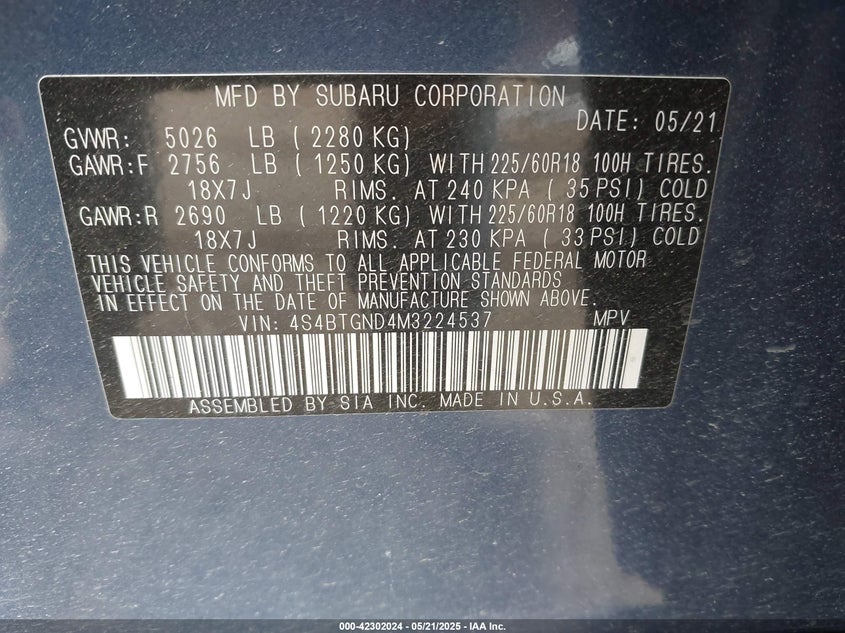 MFD BY SUBARU CORPORATION
DATE: 05/21
GVWR: 5026 LB ( 2280 KG)
GAWR:F 2756 LB ( 1250 KG) WITH 225/60R18 100H TIRES.
18X7J RIMS. AT 240 KPA ( 35 PSI) COLD
GAWR:R 2690 LB ( 1220 KG) WITH 225/60R18 100H TIRES.
18X7J RIMS. AT 230 KPA ( 33 PSI) COLD
THIS VEHICLE CONFORMS TO ALL APPLICABLE FEDERAL MOTOR
VEHICLE SAFETY AND THEFT PREVENTION STANDARDS
IN EFFECT ON THE DATE OF MANUFACTURE SHOWN ABOVE.
VIN: 4S4BTGND4M3224537 MPV
ASSEMBLED BY SIA INC. MADE IN U.S.A.
000-42302024 — 05/21/2025 — IAA Inc.